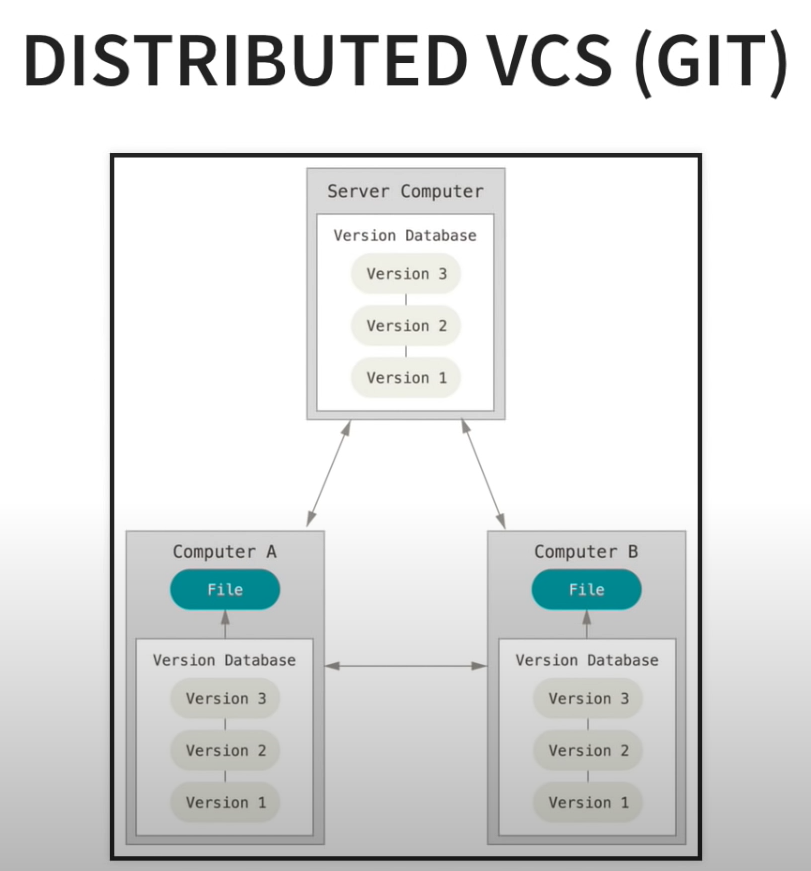 DISTRIBUTED VCS (GIT)
Server Computer
Version Database
Version 3
Version 2
Version 1
Computer A
File
Version Database
Version 3
Version 2
Version 1
Computer B
File
Version Database
Version 3
Version 2
Version 1